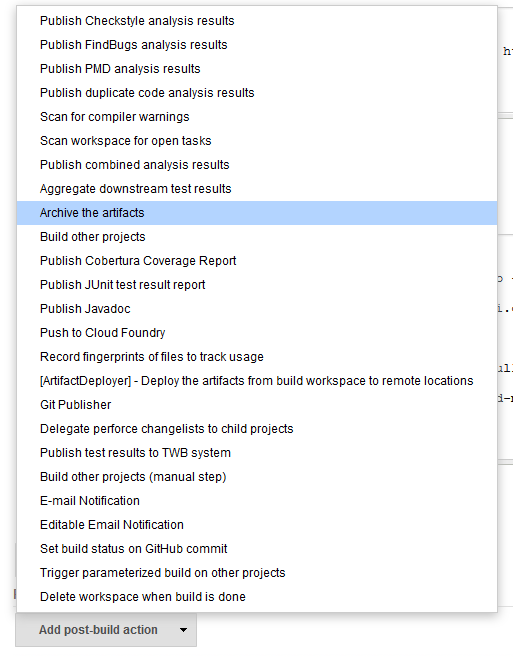 Publish Checkstyle analysis results
Publish FindBugs analysis results
Publish PMD analysis results
Publish duplicate code analysis results
Scan for compiler warnings
Scan workspace for open tasks
Publish combined analysis results
Aggregate downstream test results
Archive the artifacts
Build other projects
Publish Cobertura Coverage Report
Publish JUnit test result report
Publish Javadoc
Push to Cloud Foundry
Record fingerprints of files to track usage
[ArtifactDeployer] - Deploy the artifacts from build workspace to remote locations
Git Publisher
Delegate perforce changelists to child projects
Publish test results to TWB system
Build other projects (manual step)
E-mail Notification
Editable Email Notification
Set build status on GitHub commit
Trigger parameterized build on other projects
Delete workspace when build is done
Add post-build action